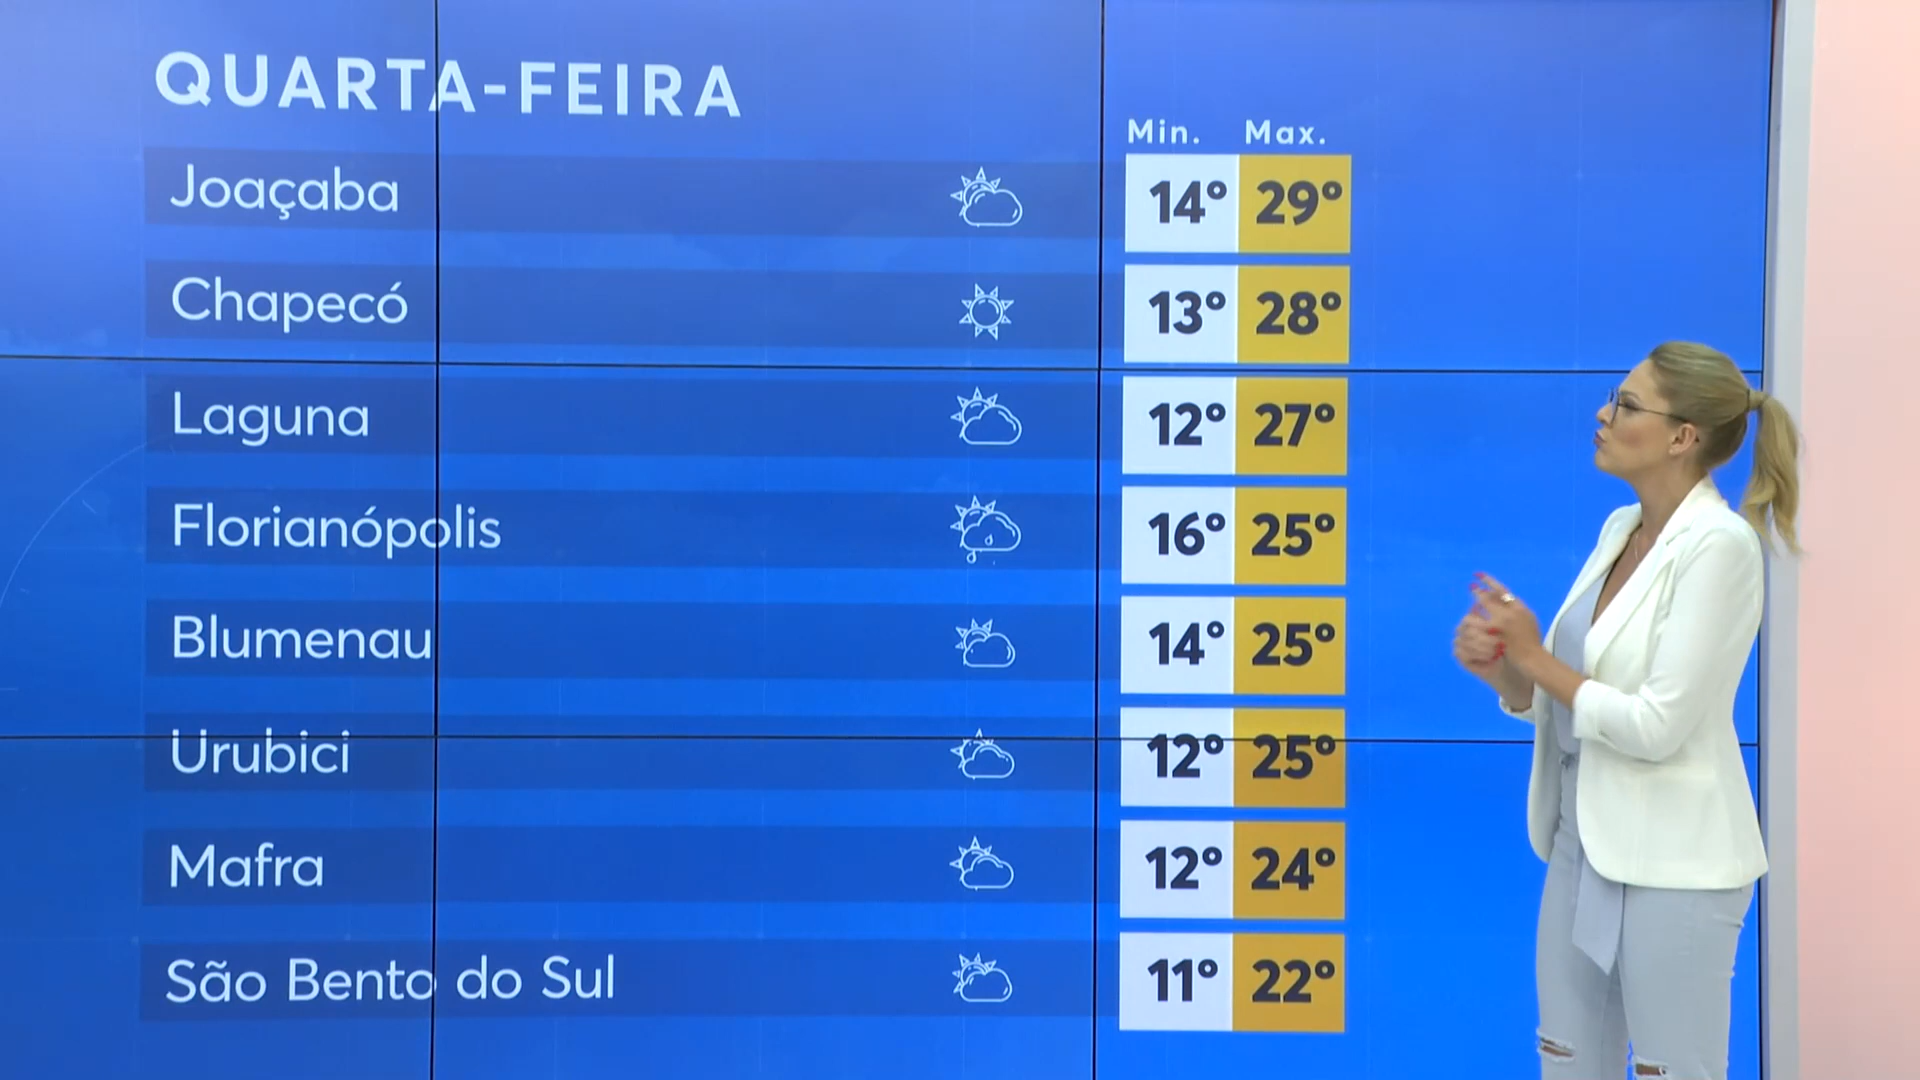 QUARTA-FEIRA
Min. Max.
Joaçaba 14° 29°
Chapecó 13° 28°
Laguna 12° 27°
Florianópolis 16° 25°
Blumenau 14° 25°
Urubici 12° 25°
Mafra 12° 24°
São Bento do Sul 11° 22°